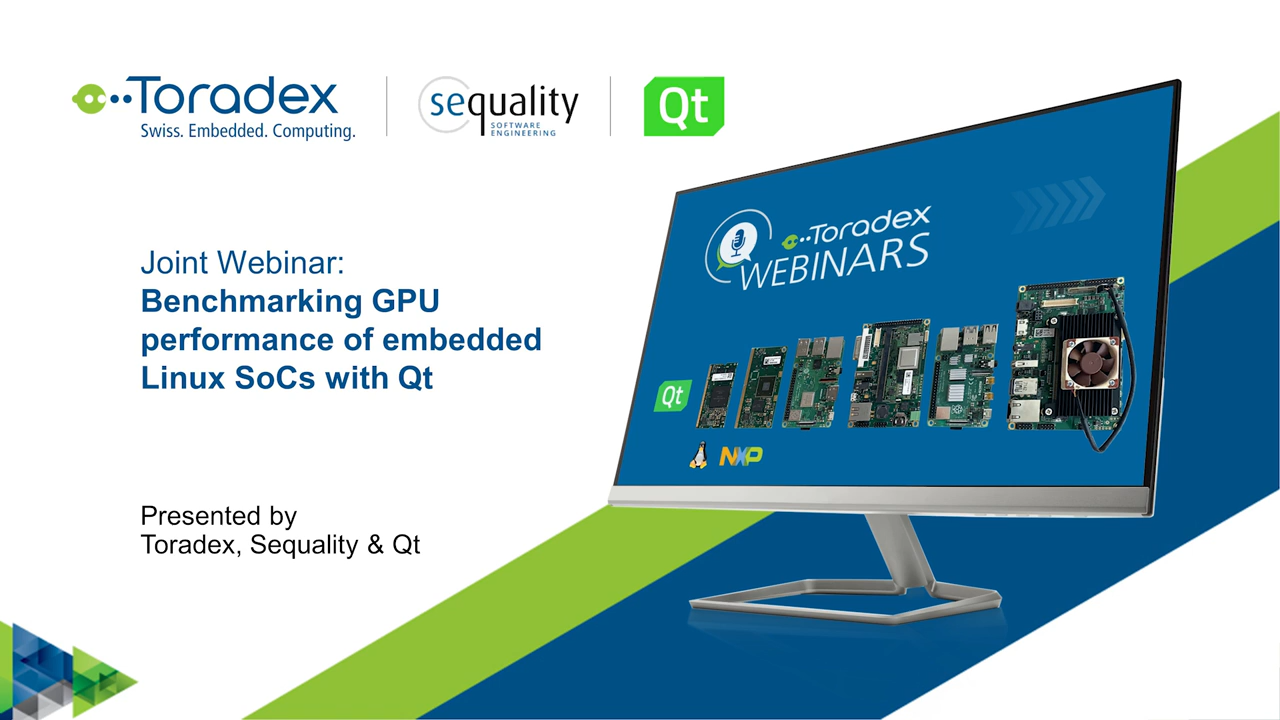 Toradex
Swiss. Embedded. Computing.
sequality
SOFTWARE
ENGINEERING
Qt
Joint Webinar:
Benchmarking GPU
performance of embedded
Linux SoCs with Qt
Presented by
Toradex, Sequality & Qt
Toradex
WEBINARS
Qt
NXP